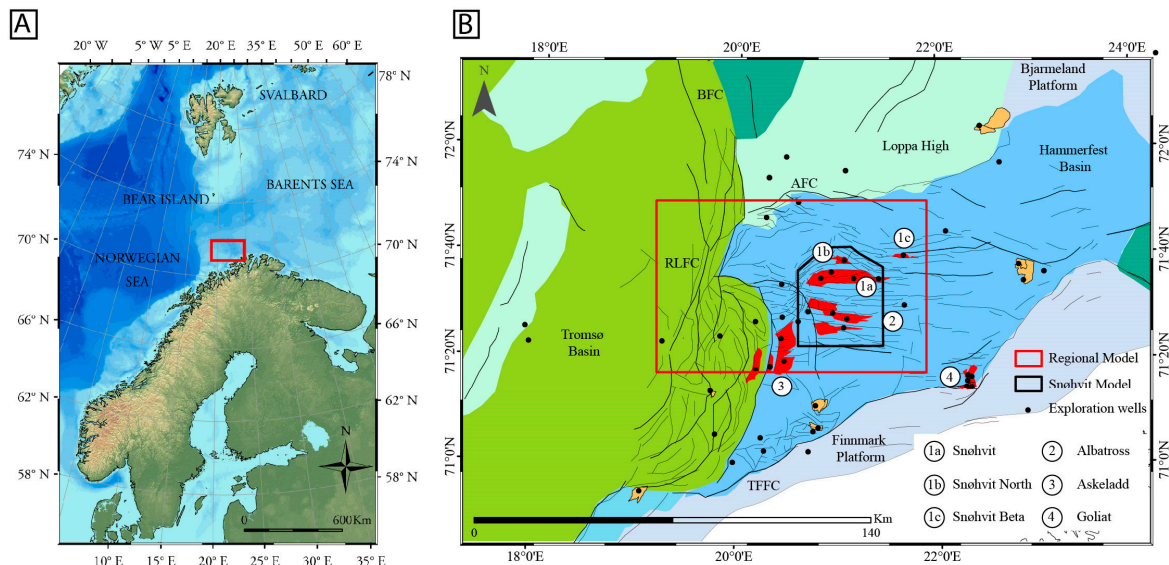 A
20° W 5° W 5° E 20° E 35° E 45° E 60° E
78° N
SVALBARD
74° N
74° N
BARENTS SEA
BEAR ISLAND
70° N
70° N
NORWEGIAN
SEA
66° N
66° N
62° N
62° N
N
58° N
58° N
0 600 Km
10° E 15° E 20° E 25° E 30° E 35° E
B
18°0'E 20°0'E 22°0'E 24°0'E
N
BFC
Bjarmeland
Platform
72°0'N
72°0'N
Loppa High
Hammerfest
Basin
AFC
71°40'N
71°40'N
1c
1b
RLFC
1a
Tromsø
Basin
2
71°20'N
71°20'N
Regional Model
3
4
Snøhvit Model
Exploration wells
71°0'N
71°0'N
Finnmark
Platform
TFFC
1a Snøhvit 2 Albatross
1b Snøhvit North 3 Askeladd
1c Snøhvit Beta 4 Goliat
Km
0 140
18°0'E 20°0'E 22°0'E